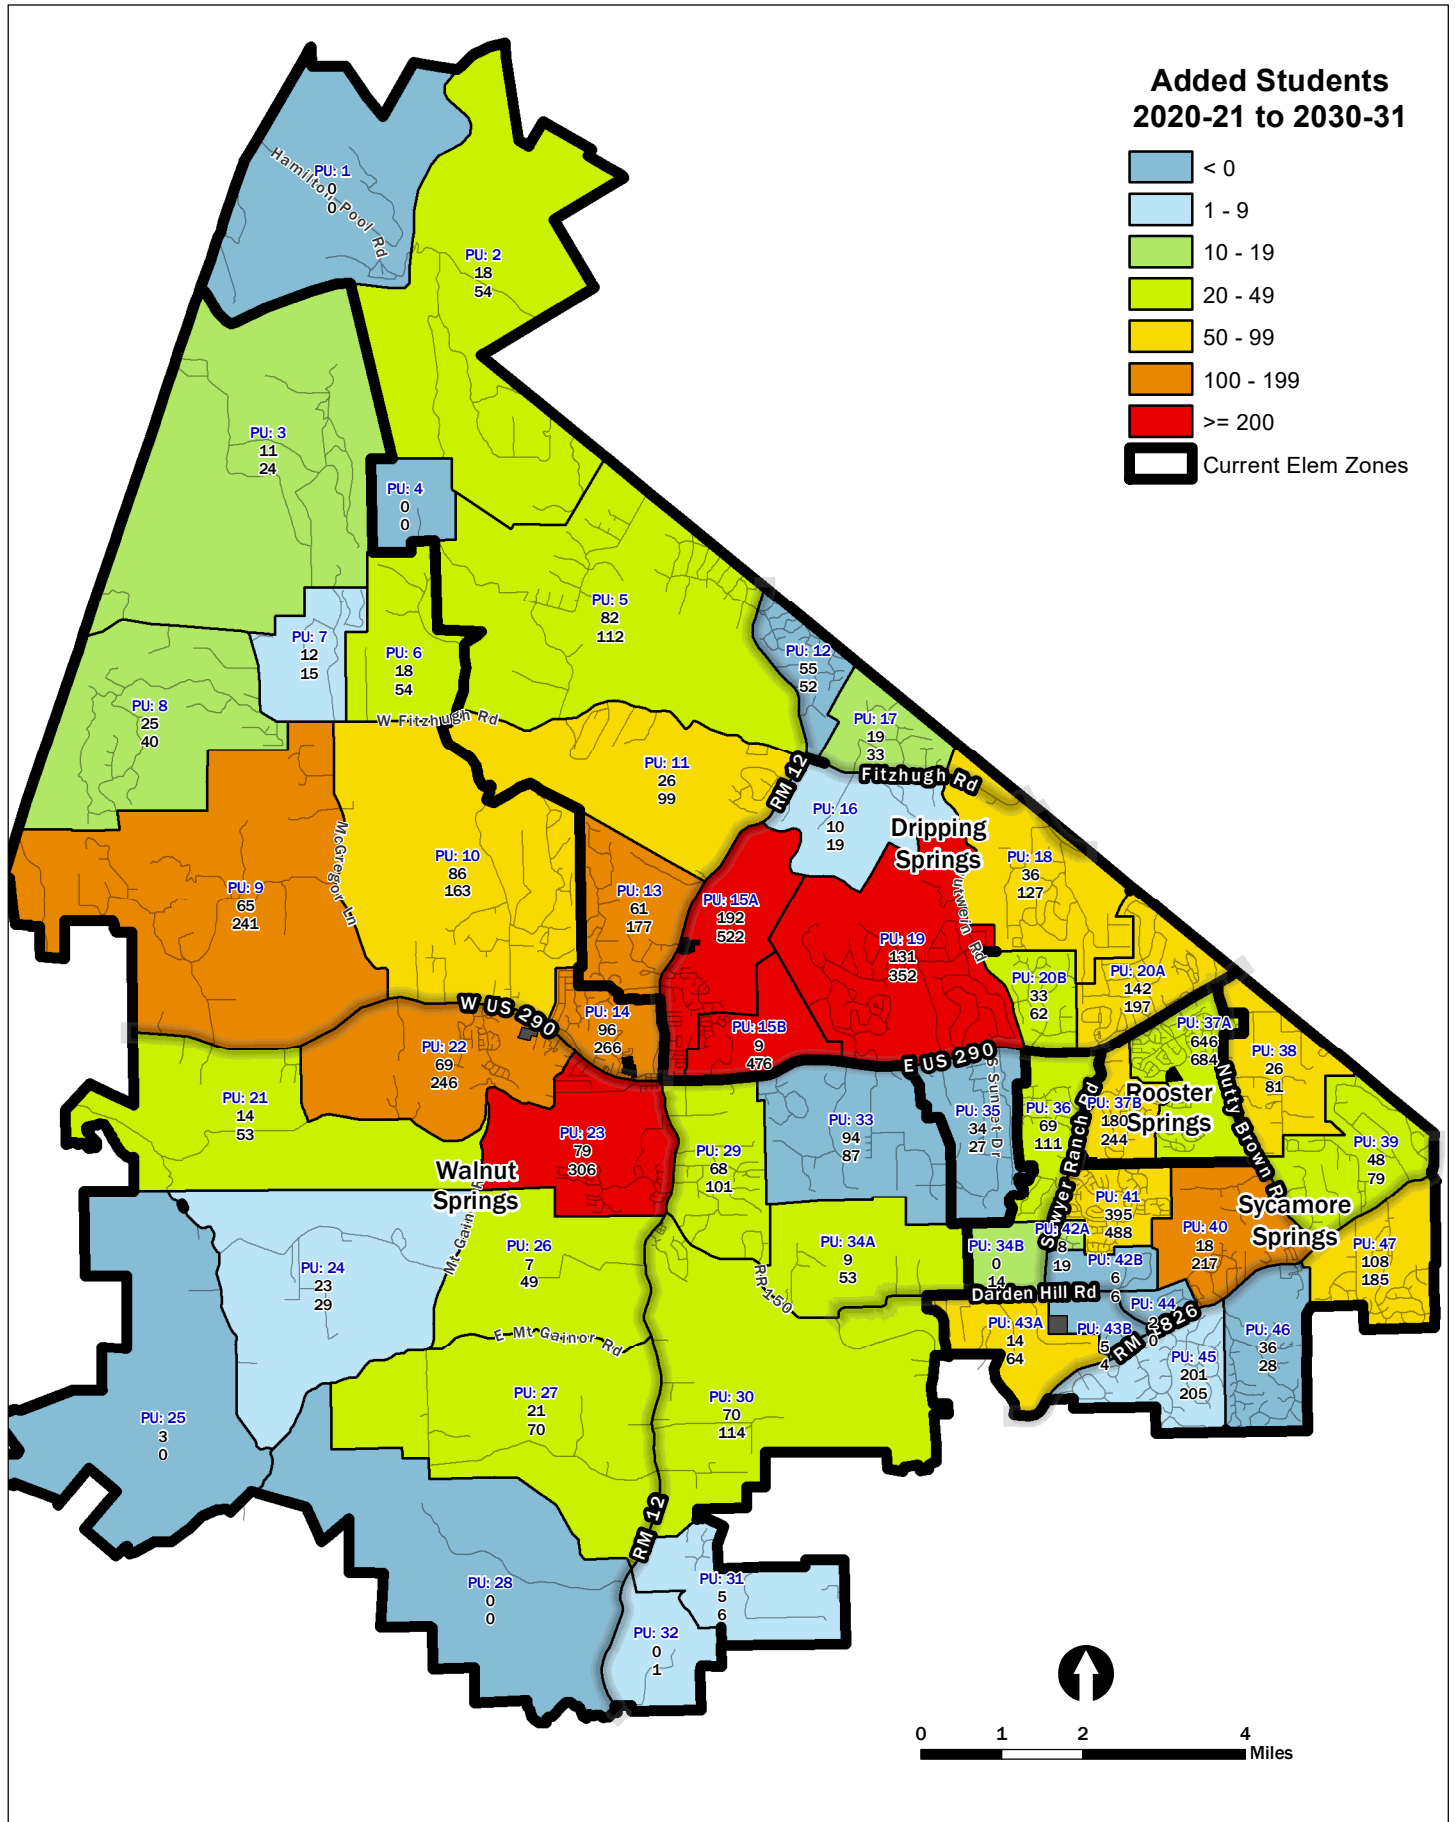 Added Students
2020-21 to 2030-31
< 0
1 - 9
10 - 19
20 - 49
50 - 99
100 - 199
>= 200
Current Elem Zones
PU: 1
0
0
Hamilton Pool Rd
PU: 2
18
54
PU: 3
11
24
PU: 4
0
0
PU: 5
82
112
PU: 12
55
52
PU: 7
12
15
PU: 6
18
54
PU: 8
25
40
W Fitzhugh Rd
PU: 17
19
33
PU: 11
26
99
RM 12
Fitzhugh Rd
PU: 16
10
19
Dripping
Springs
PU: 18
36
127
McGregor Ln
PU: 10
86
163
PU: 9
65
241
PU: 13
61
177
PU: 15A
192
522
PU: 19
131
352
Rd
PU: 20B
33
62
PU: 20A
142
197
W US 290
PU: 14
96
266
PU: 15B
9
476
E US 290
PU: 37A
646
684
PU: 38
26
81
PU: 22
69
246
PU: 21
14
53
PU: 23
79
306
PU: 29
68
101
PU: 33
94
87
PU: 35
34
27
S Sunset Dr
PU: 36
69
111
Sawyer Ranch Rd
PU: 37B
180
244
Rooster
Springs
Nutty Brown Rd
PU: 39
48
79
Walnut
Springs
PU: 41
395
488
PU: 40
18
217
Sycamore
Springs
PU: 47
108
185
PU: 24
23
29
PU: 26
7
49
PU: 34A
9
53
PU: 34B
0
14
PU: 42A
8
19
PU: 42B
6
6
RR 150
Darden Hill Rd
PU: 44
2
0
E Mt Gainor Rd
PU: 43A
14
64
PU: 43B
5
4
RM 1826
PU: 45
201
205
PU: 46
36
28
PU: 25
3
0
PU: 27
21
70
PU: 30
70
114
RM 12
PU: 28
0
0
PU: 31
5
6
PU: 32
0
1
0 1 2 4
Miles